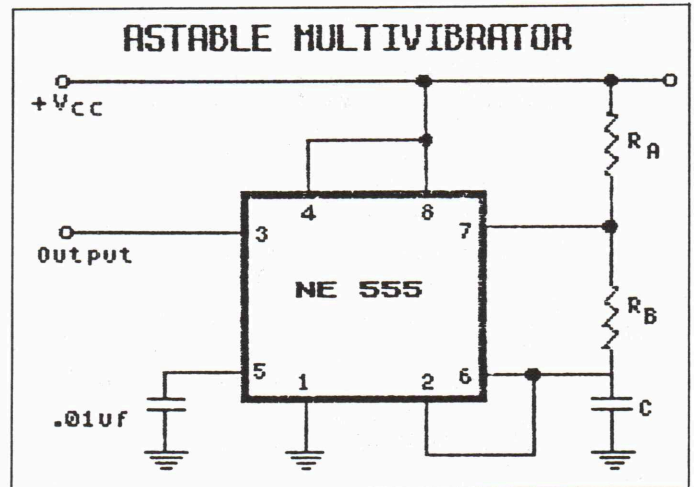 ASTABLE MULTIVIBRATOR
+Vcc
RA
4 8
3 7
Output
NE 555
RB
5 1 2 6
.01uf
C